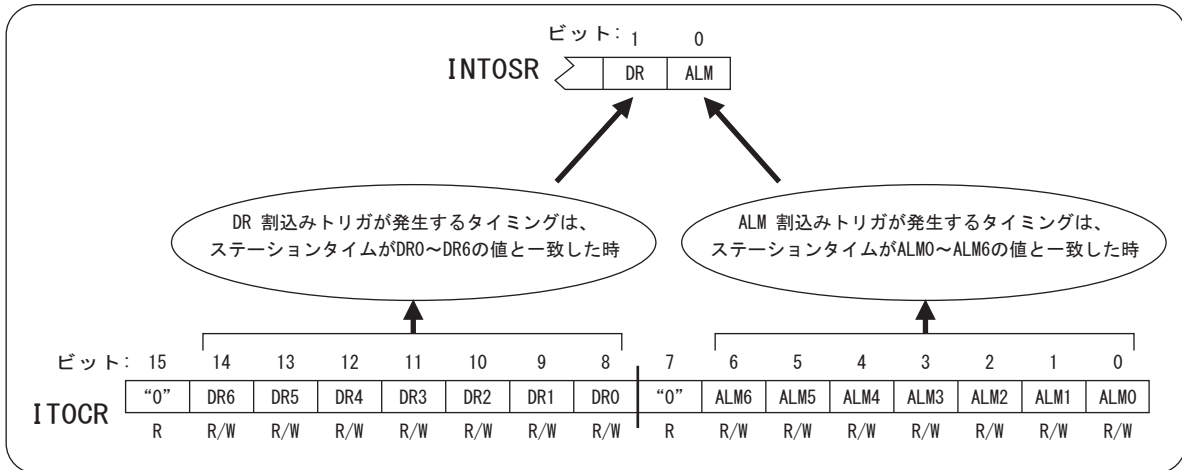 ビット: 1 0
INTOSR DR ALM
DR 割込みトリガが発生するタイミングは、
ステーションタイムがDR0～DR6の値と一致した時
ALM 割込みトリガが発生するタイミングは、
ステーションタイムがALM0～ALM6の値と一致した時
ビット: 15 14 13 12 11 10 9 8 7 6 5 4 3 2 1 0
ITOCR “0” DR6 DR5 DR4 DR3 DR2 DR1 DR0 “0” ALM6 ALM5 ALM4 ALM3 ALM2 ALM1 ALM0
R R/W R/W R/W R/W R/W R/W R/W R R/W R/W R/W R/W R/W R/W R/W